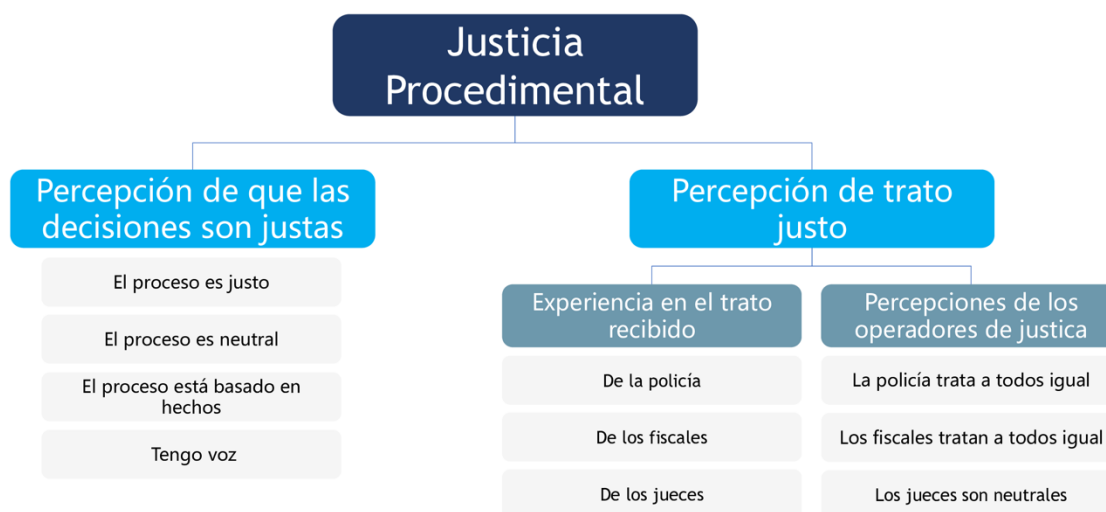 Justicia
Procedimental
Percepción de que las
decisiones son justas
El proceso es justo
El proceso es neutral
El proceso está basado en
hechos
Tengo voz
Percepción de trato
justo
Experiencia en el trato
recibido
De la policía
De los fiscales
De los jueces
Percepciones de los
operadores de justica
La policía trata a todos igual
Los fiscales tratan a todos igual
Los jueces son neutrales